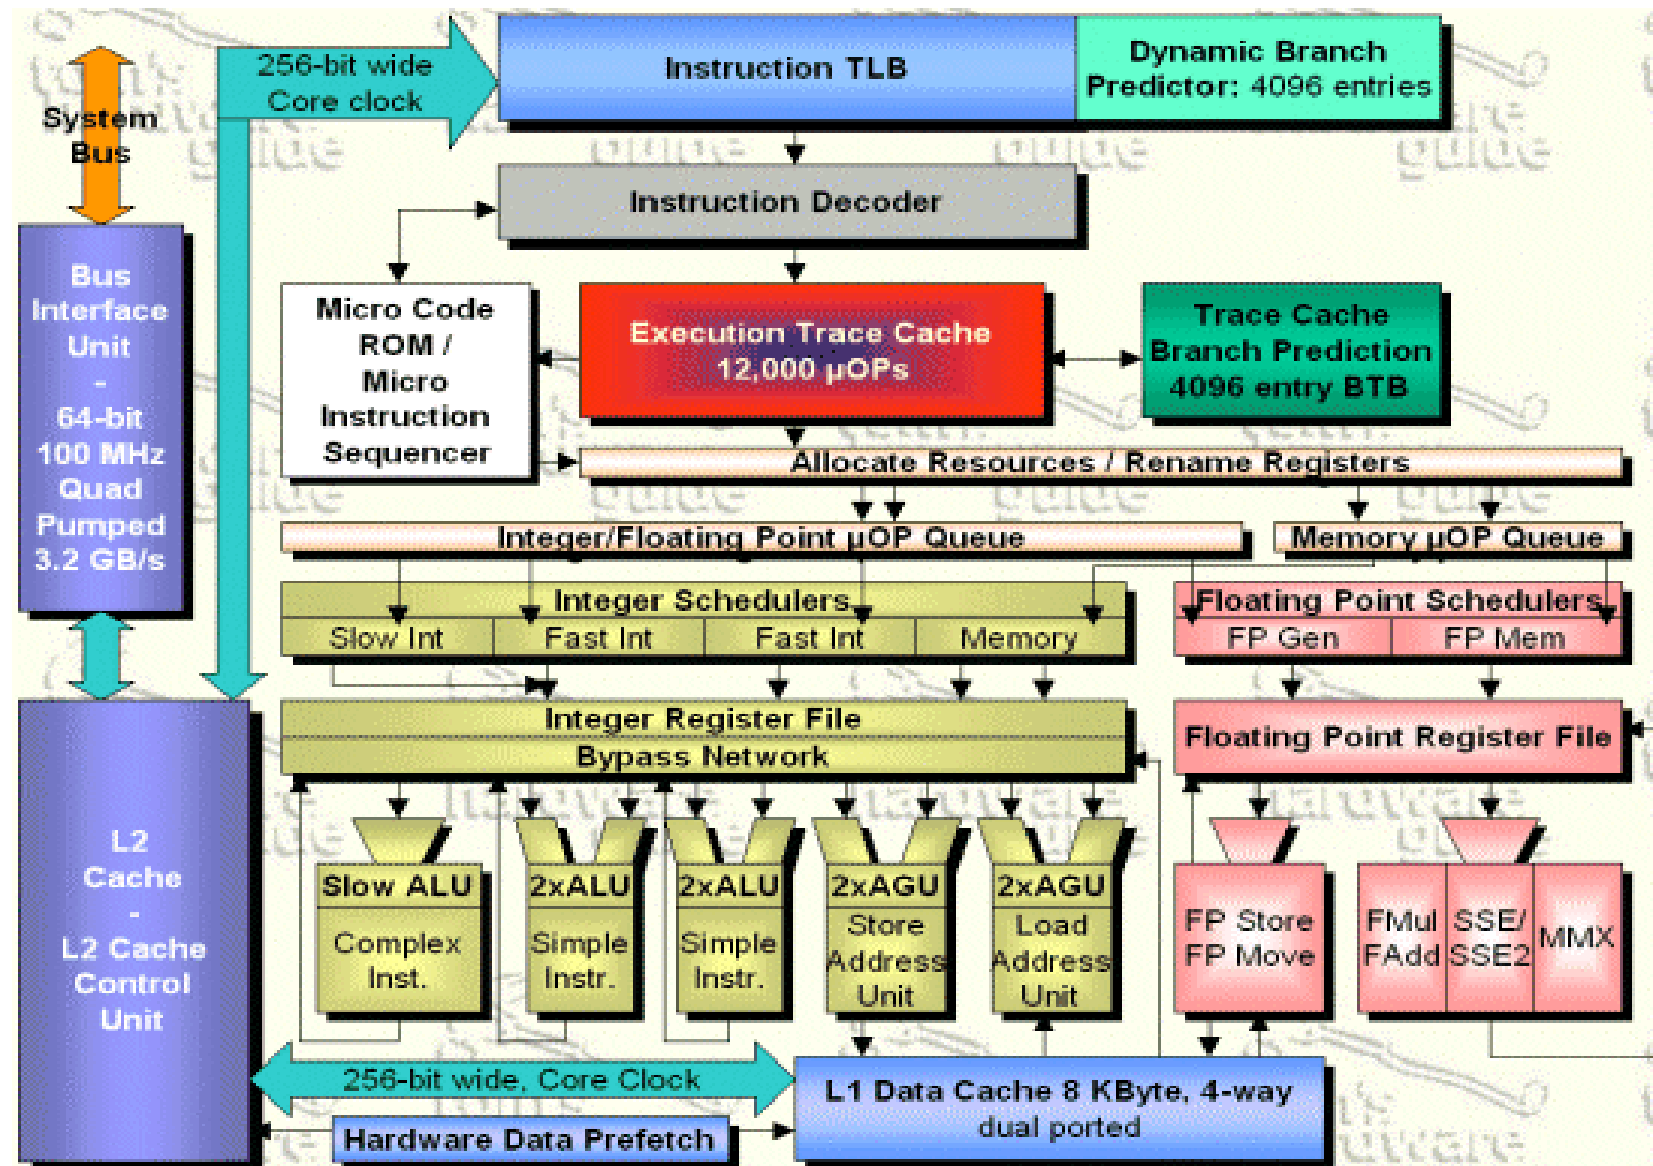 256-bit wide
Core clock
Instruction TLB
Dynamic Branch
Predictor: 4096 entries
System
Bus
Instruction Decoder
Bus
Interface
Unit
-
64-bit
100 MHz
Quad
Pumped
3.2 GB/s
Micro Code
ROM /
Micro
Instruction
Sequencer
Execution Trace Cache
12,000 µOPs
Trace Cache
Branch Prediction
4096 entry BTB
Allocate Resources / Rename Registers
Integer/Floating Point µOP Queue
Memory µOP Queue
Integer Schedulers
Slow Int
Fast Int
Fast Int
Memory
Floating Point Schedulers
FP Gen
FP Mem
Integer Register File
Bypass Network
Floating Point Register File
L2
Cache
-
L2 Cache
Control
Unit
Slow ALU
Complex
Inst.
2xALU
Simple
Instr.
2xALU
Simple
Instr.
2xAGU
Store
Address
Unit
2xAGU
Load
Address
Unit
FP Store
FP Move
FMul
FAdd
SSE/
SSE2
MMX
256-bit wide, Core Clock
L1 Data Cache 8 KByte, 4-way
dual ported
Hardware Data Prefetch